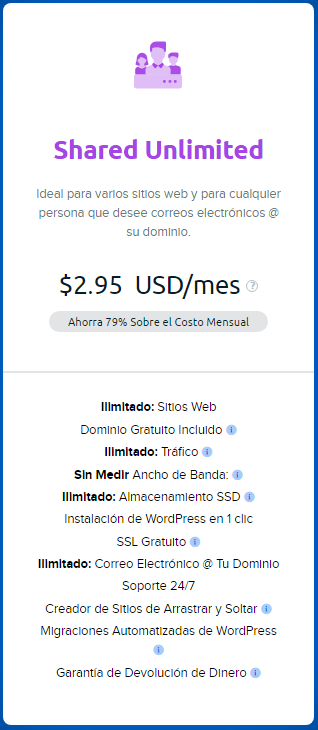 Shared Unlimited
Ideal para varios sitios web y para cualquier
persona que desee correos electrónicos @
su dominio.
$2.95 USD/mes ?
Ahorra 79% Sobre el Costo Mensual
Ilimitado: Sitios Web
Dominio Gratuito Incluido i
Ilimitado: Tráfico i
Sin Medir Ancho de Banda: i
Ilimitado: Almacenamiento SSD i
Instalación de WordPress en 1 clic
SSL Gratuito i
Ilimitado: Correo Electrónico @ Tu Dominio
Soporte 24/7
Creador de Sitios de Arrastrar y Soltar i
Migraciones Automatizadas de WordPress
i
Garantía de Devolución de Dinero i